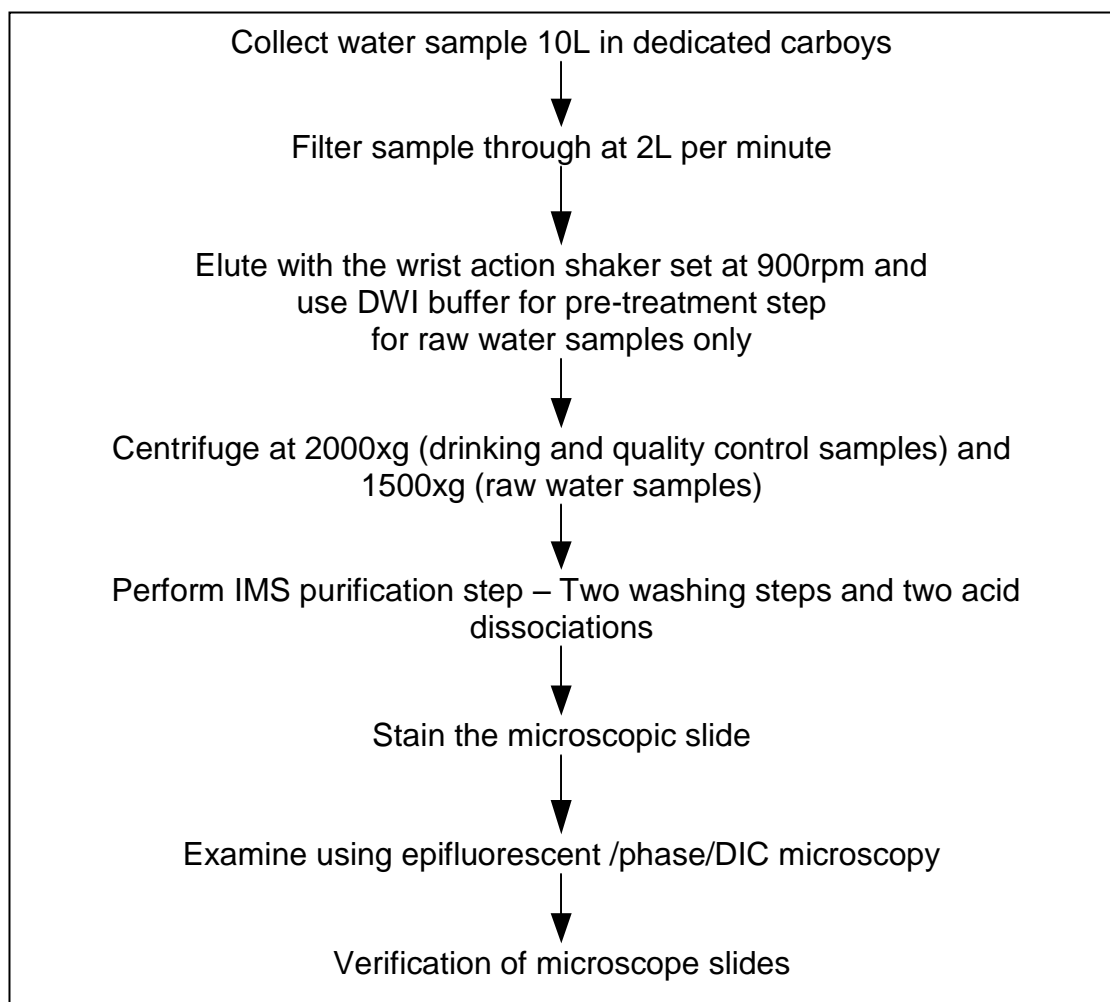 Collect water sample 10L in dedicated carboys
Filter sample through at 2L per minute
Elute with the wrist action shaker set at 900rpm and
use DWI buffer for pre-treatment step
for raw water samples only
Centrifuge at 2000xg (drinking and quality control samples) and
1500xg (raw water samples)
Perform IMS purification step – Two washing steps and two acid
dissociations
Stain the microscopic slide
Examine using epifluorescent /phase/DIC microscopy
Verification of microscope slides